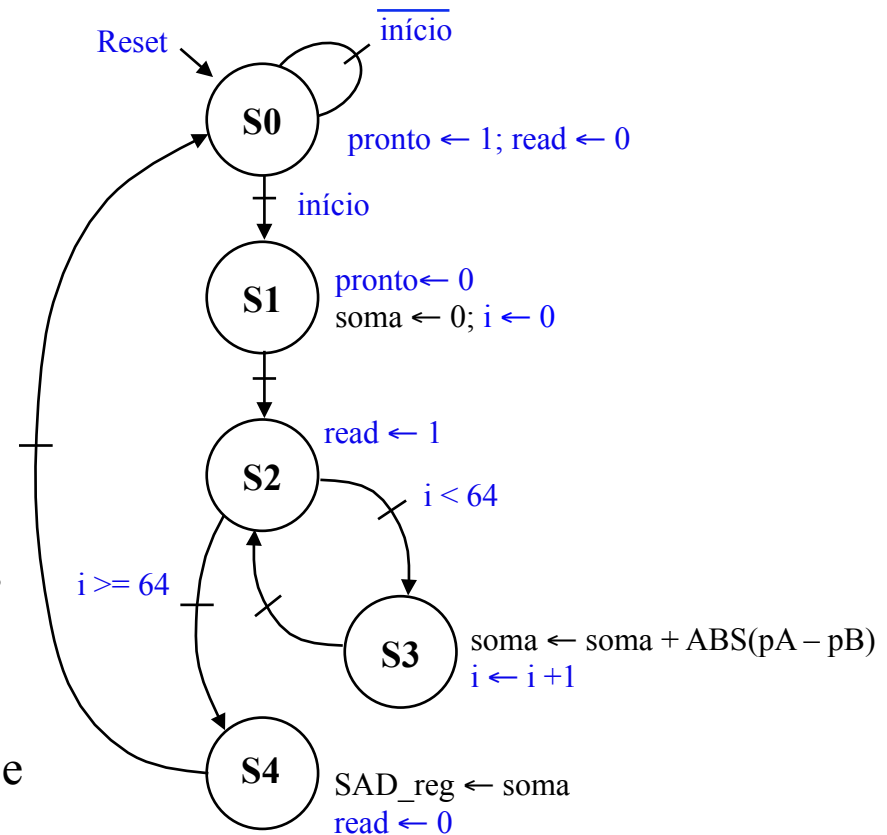 Reset
início
S0
pronto ← 1; read ← 0
início
S1
pronto← 0
soma ← 0; i ← 0
read ← 1
S2
i < 64
i >= 64
S3
soma ← soma + ABS(pA – pB)
i ← i +1
e
S4
SAD_reg ← soma
read ← 0